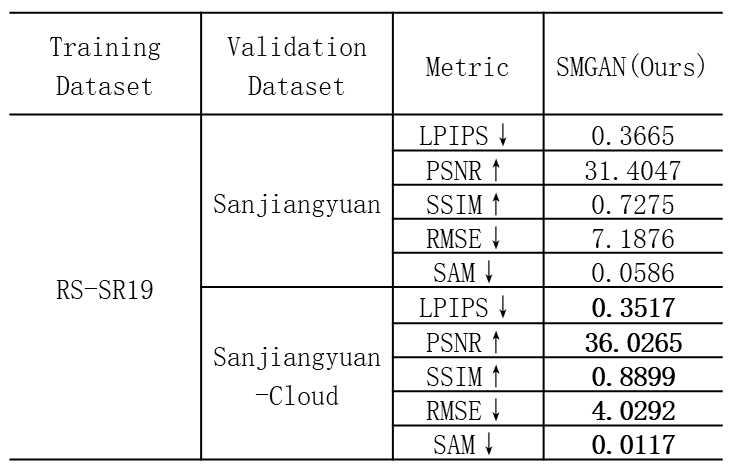 Training Dataset
Validation Dataset
Metric
SMGAN(Ours)
RS-SR19
Sanjiangyuan
LPIPS↓ 0.3665
PSNR↑ 31.4047
SSIM↑ 0.7275
RMSE↓ 7.1876
SAM↓ 0.0586
Sanjiangyuan
-Cloud
LPIPS↓ 0.3517
PSNR↑ 36.0265
SSIM↑ 0.8899
RMSE↓ 4.0292
SAM↓ 0.0117